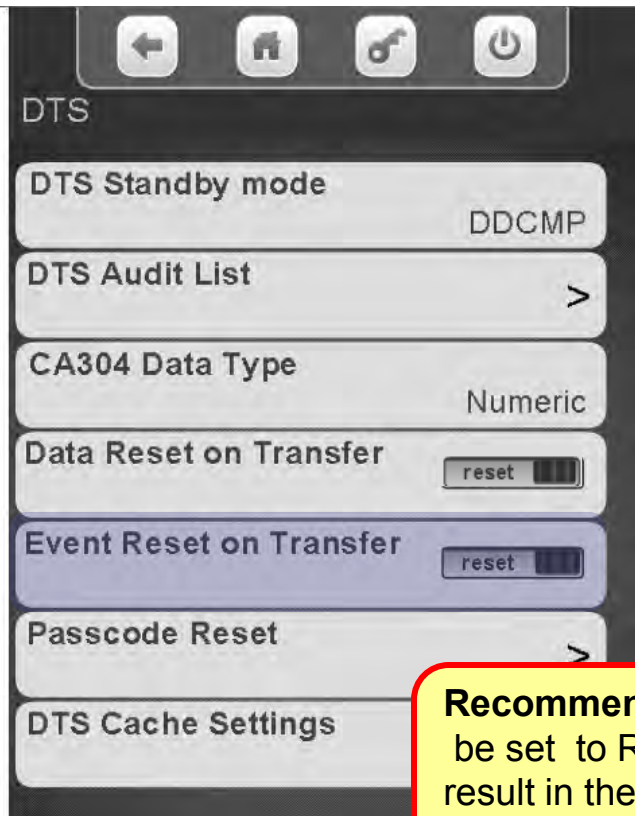 DTS
DTS Standby mode
DDCMP
DTS Audit List
>
CA304 Data Type
Numeric
Data Reset on Transfer
reset
Event Reset on Transfer
reset
Passcode Reset
>
DTS Cache Settings
be set to
result in the